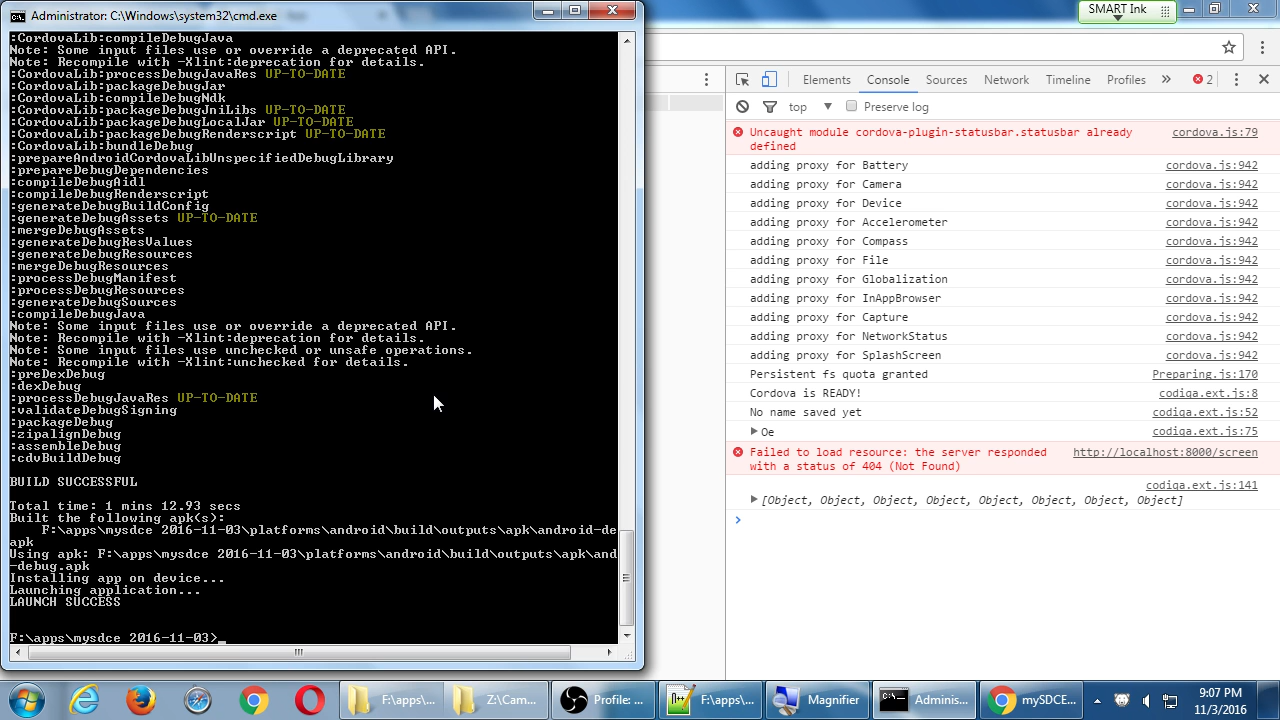 Administrator: C:\Windows\system32\cmd.exe
SMART Ink
:CordovaLib:compileDebugJava
Note: Some input files use or override a deprecated API.
Note: Recompile with -Xlint:deprecation for details.
:CordovaLib:processDebugJavaRes UP-TO-DATE
:CordovaLib:packageDebugJar
:CordovaLib:compileDebugNdk
:CordovaLib:packageDebugJniLibs UP-TO-DATE
:CordovaLib:packageDebugLocalJar UP-TO-DATE
:CordovaLib:packageDebugRenderscript UP-TO-DATE
:CordovaLib:bundleDebug
:prepareAndroidCordovaLibUnspecifiedDebugLibrary
:prepareDebugDependencies
:compileDebugAidl
:compileDebugRenderscript
:generateDebugBuildConfig
:generateDebugAssets UP-TO-DATE
:mergeDebugAssets
:generateDebugResValues
:generateDebugResources
:mergeDebugResources
:processDebugManifest
:processDebugResources
:generateDebugSources
:compileDebugJava
Note: Some input files use or override a deprecated API.
Note: Recompile with -Xlint:deprecation for details.
Note: Some input files use unchecked or unsafe operations.
Note: Recompile with -Xlint:unchecked for details.
:preDexDebug
:dexDebug
:processDebugJavaRes UP-TO-DATE
:validateDebugSigning
:packageDebug
:zipalignDebug
:assembleDebug
:cdvBuildDebug
BUILD SUCCESSFUL
Total time: 1 mins 12.93 secs
Built the following apk(s):
F:\apps\mysdce 2016-11-03\platforms\android\build\outputs\apk\android-de
apk
Using apk: F:\apps\mysdce 2016-11-03\platforms\android\build\outputs\apk\and
-debug.apk
Installing app on device...
Launching application...
LAUNCH SUCCESS
F:\apps\mysdce 2016-11-03>_
Elements Console Sources Network Timeline Profiles » 2
top Preserve log
Uncaught module cordova-plugin-statusbar.statusbar already cordova.js:79
defined
adding proxy for Battery cordova.js:942
adding proxy for Camera cordova.js:942
adding proxy for Device cordova.js:942
adding proxy for Accelerometer cordova.js:942
adding proxy for Compass cordova.js:942
adding proxy for File cordova.js:942
adding proxy for Globalization cordova.js:942
adding proxy for InAppBrowser cordova.js:942
adding proxy for Capture cordova.js:942
adding proxy for NetworkStatus cordova.js:942
adding proxy for SplashScreen cordova.js:942
Persistent fs quota granted Preparing.js:170
Cordova is READY! codiqa.ext.js:8
No name saved yet codiqa.ext.js:52
Oe codiqa.ext.js:75
Failed to load resource: the server responded http://localhost:8000/screen
with a status of 404 (Not Found)
codiqa.ext.js:141
[Object, Object, Object, Object, Object, Object, Object, Object]
F:\apps\... Z:\Cam... Profile: ... F:\apps\... Magnifier Adminis... mySDCE...
9:07 PM
11/3/2016